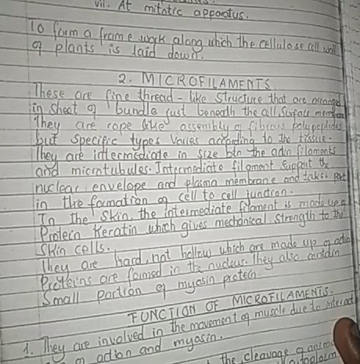 vii. At mitotic apparatus.
To form a frame work along which the cellulose cell wall
of plants is laid down.
2. MICROFILAMENTS
These are fine thread-like structure that are arranged
in sheet or bundle just beneath the cell surface membrane
They are rope like assembly of fibrous polypeptides
but specific types varies according to the tissue
They are intermediate in size btn the actin filaments
and microtubules. Intermediate filament support the
nuclear envelope and plasma membrane and takes part
in the formation of cell to cell junction.
In the skin, the intermediate filament is made up of
Protein Keratin which gives mechanical strength to the
skin cells.
They are hard, not hollow which are made up of actin
Proteins are formed in the nucleus. They also contain
small portion of myosin protein.
FUNCTION OF MICROFILAMENTS:
1. They are involved in the movement of muscle due to interact
of actin and myosin.
the cleavage of animal